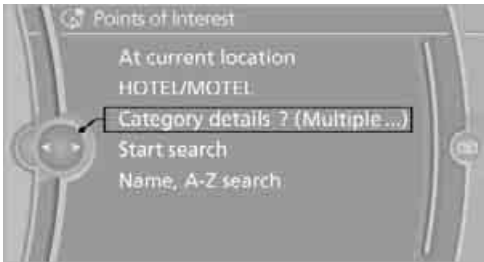 Points of Interest
At current location
HOTEL/MOTEL
Category details ? (Multiple ...)
Start search
Name, A-Z search